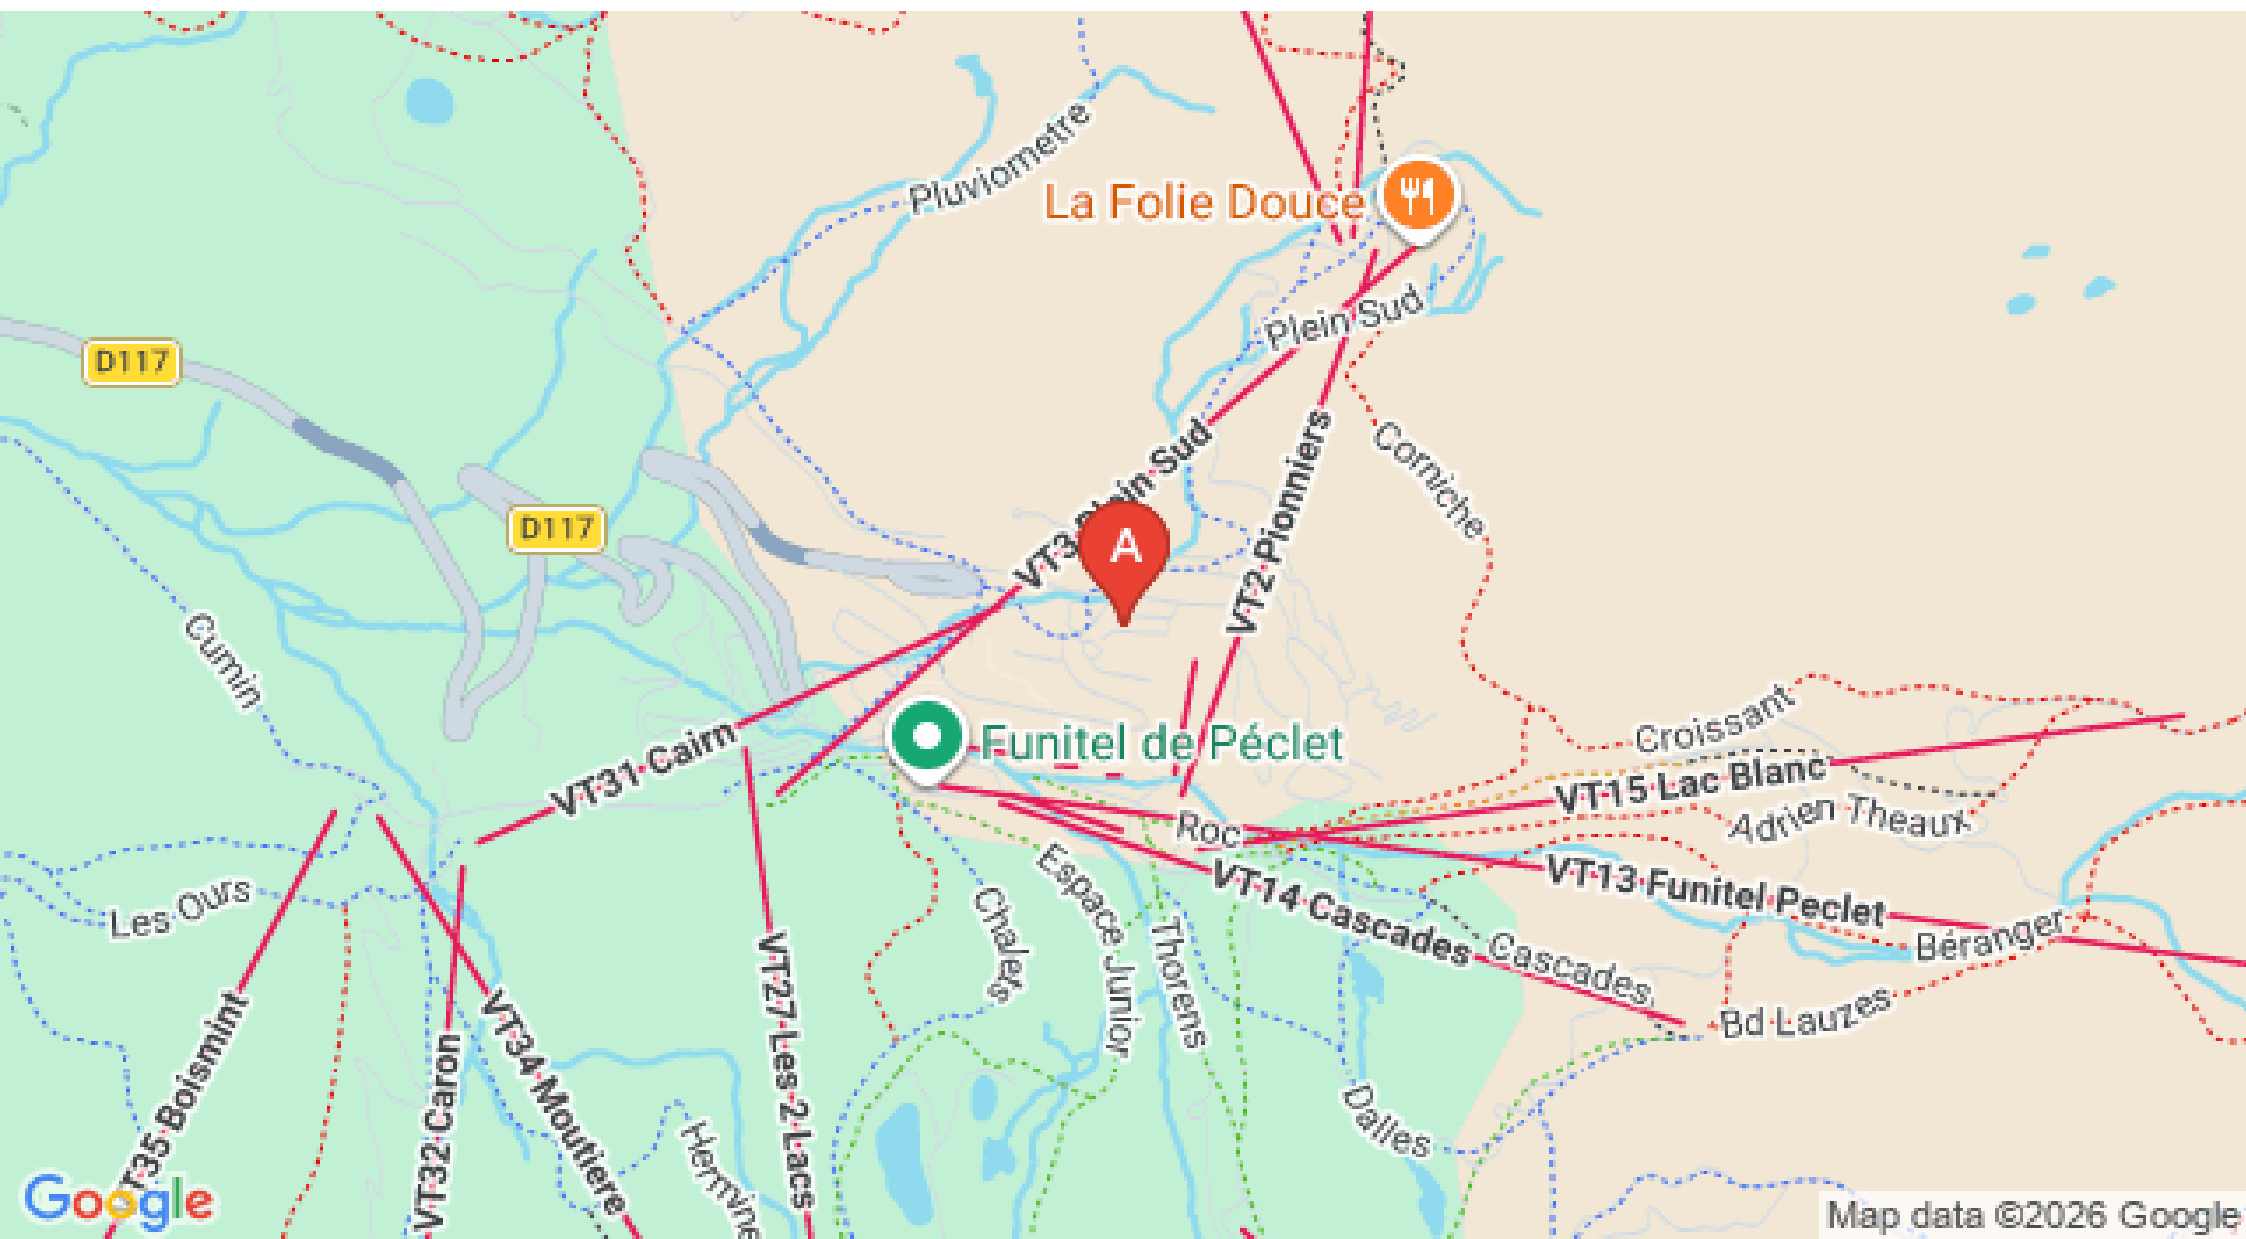 Pluviometre
La Folie Douce
Plein Sud
D117
VT3 Plein Sud
Corniche
D117
A
VT2 Pionniers
Cumin
Croissant
Funitel de Péclet
VT31 Cairn
VT15 Lac Blanc
Adrien Theaux
Roc
VT13 Funitel Peclet
VT14 Cascades
Les Ours
Espace Junior
Chalets
Thorens
Cascades
Béranger
Bd Lauzes
VT27 Les 2 Lacs
VT35 Boismint
VT34 Moutiere
VT32 Caron
Dalles
Hermine
Google
Map data ©2026 Google